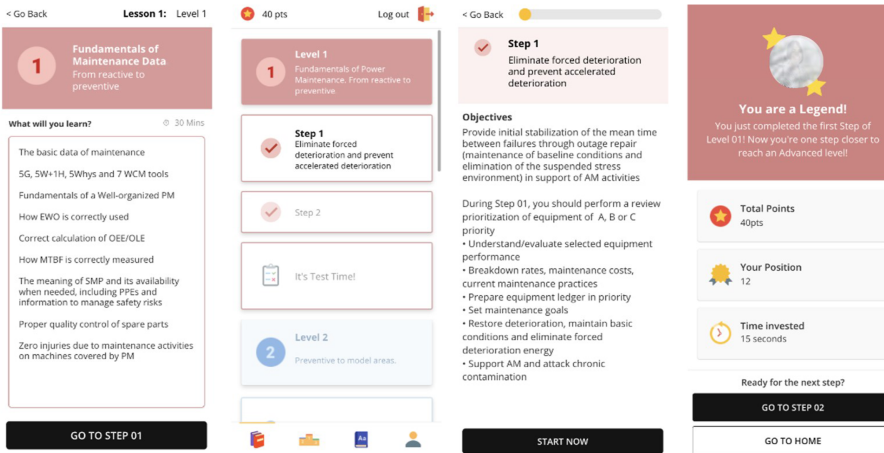 < Go Back
Lesson 1: Level 1
1
Fundamentals of
Maintenance Data
From reactive to
preventive
What will you learn?
30 Mins
The basic data of maintenance
5G, 5W+1H, 5Whys and 7 WCM tools
Fundamentals of a Well-organized PM
How EWO is correctly used
Correct calculation of OEE/OLE
How MTBF is correctly measured
The meaning of SMP and its availability
when needed, including PPEs and
information to manage safety risks
Proper quality control of spare parts
Zero injuries due to maintenance activities
on machines covered by PM
GO TO STEP 01
40 pts
Log out
1
Level 1
Fundamentals of Power
Maintenance. From reactive to
preventive
Step 1
Eliminate forced
deterioration and prevent
accelerated deterioration
Step 2
It's Test Time!
2
Level 2
Preventive to model areas.
Aa
< Go Back
Step 1
Eliminate forced deterioration
and prevent accelerated
deterioration
Objectives
Provide initial stabilization of the mean time
between failures through outage repair
(maintenance of baseline conditions and
elimination of the suspended stress
environment) in support of AM activities
During Step 01, you should perform a review
prioritization of equipment of A, B or C
priority
• Understand/evaluate selected equipment
performance
• Breakdown rates, maintenance costs,
current maintenance practices
• Prepare equipment ledger in priority
• Set maintenance goals
• Restore deterioration, maintain basic
conditions and eliminate forced
deterioration energy
• Support AM and attack chronic
contamination
START NOW
You are a Legend!
You just completed the first Step of
Level 01! Now you're one step closer to
reach an Advanced level!
Total Points
40pts
Your Position
12
Time invested
15 seconds
Ready for the next step?
GO TO STEP 02
GO TO HOME